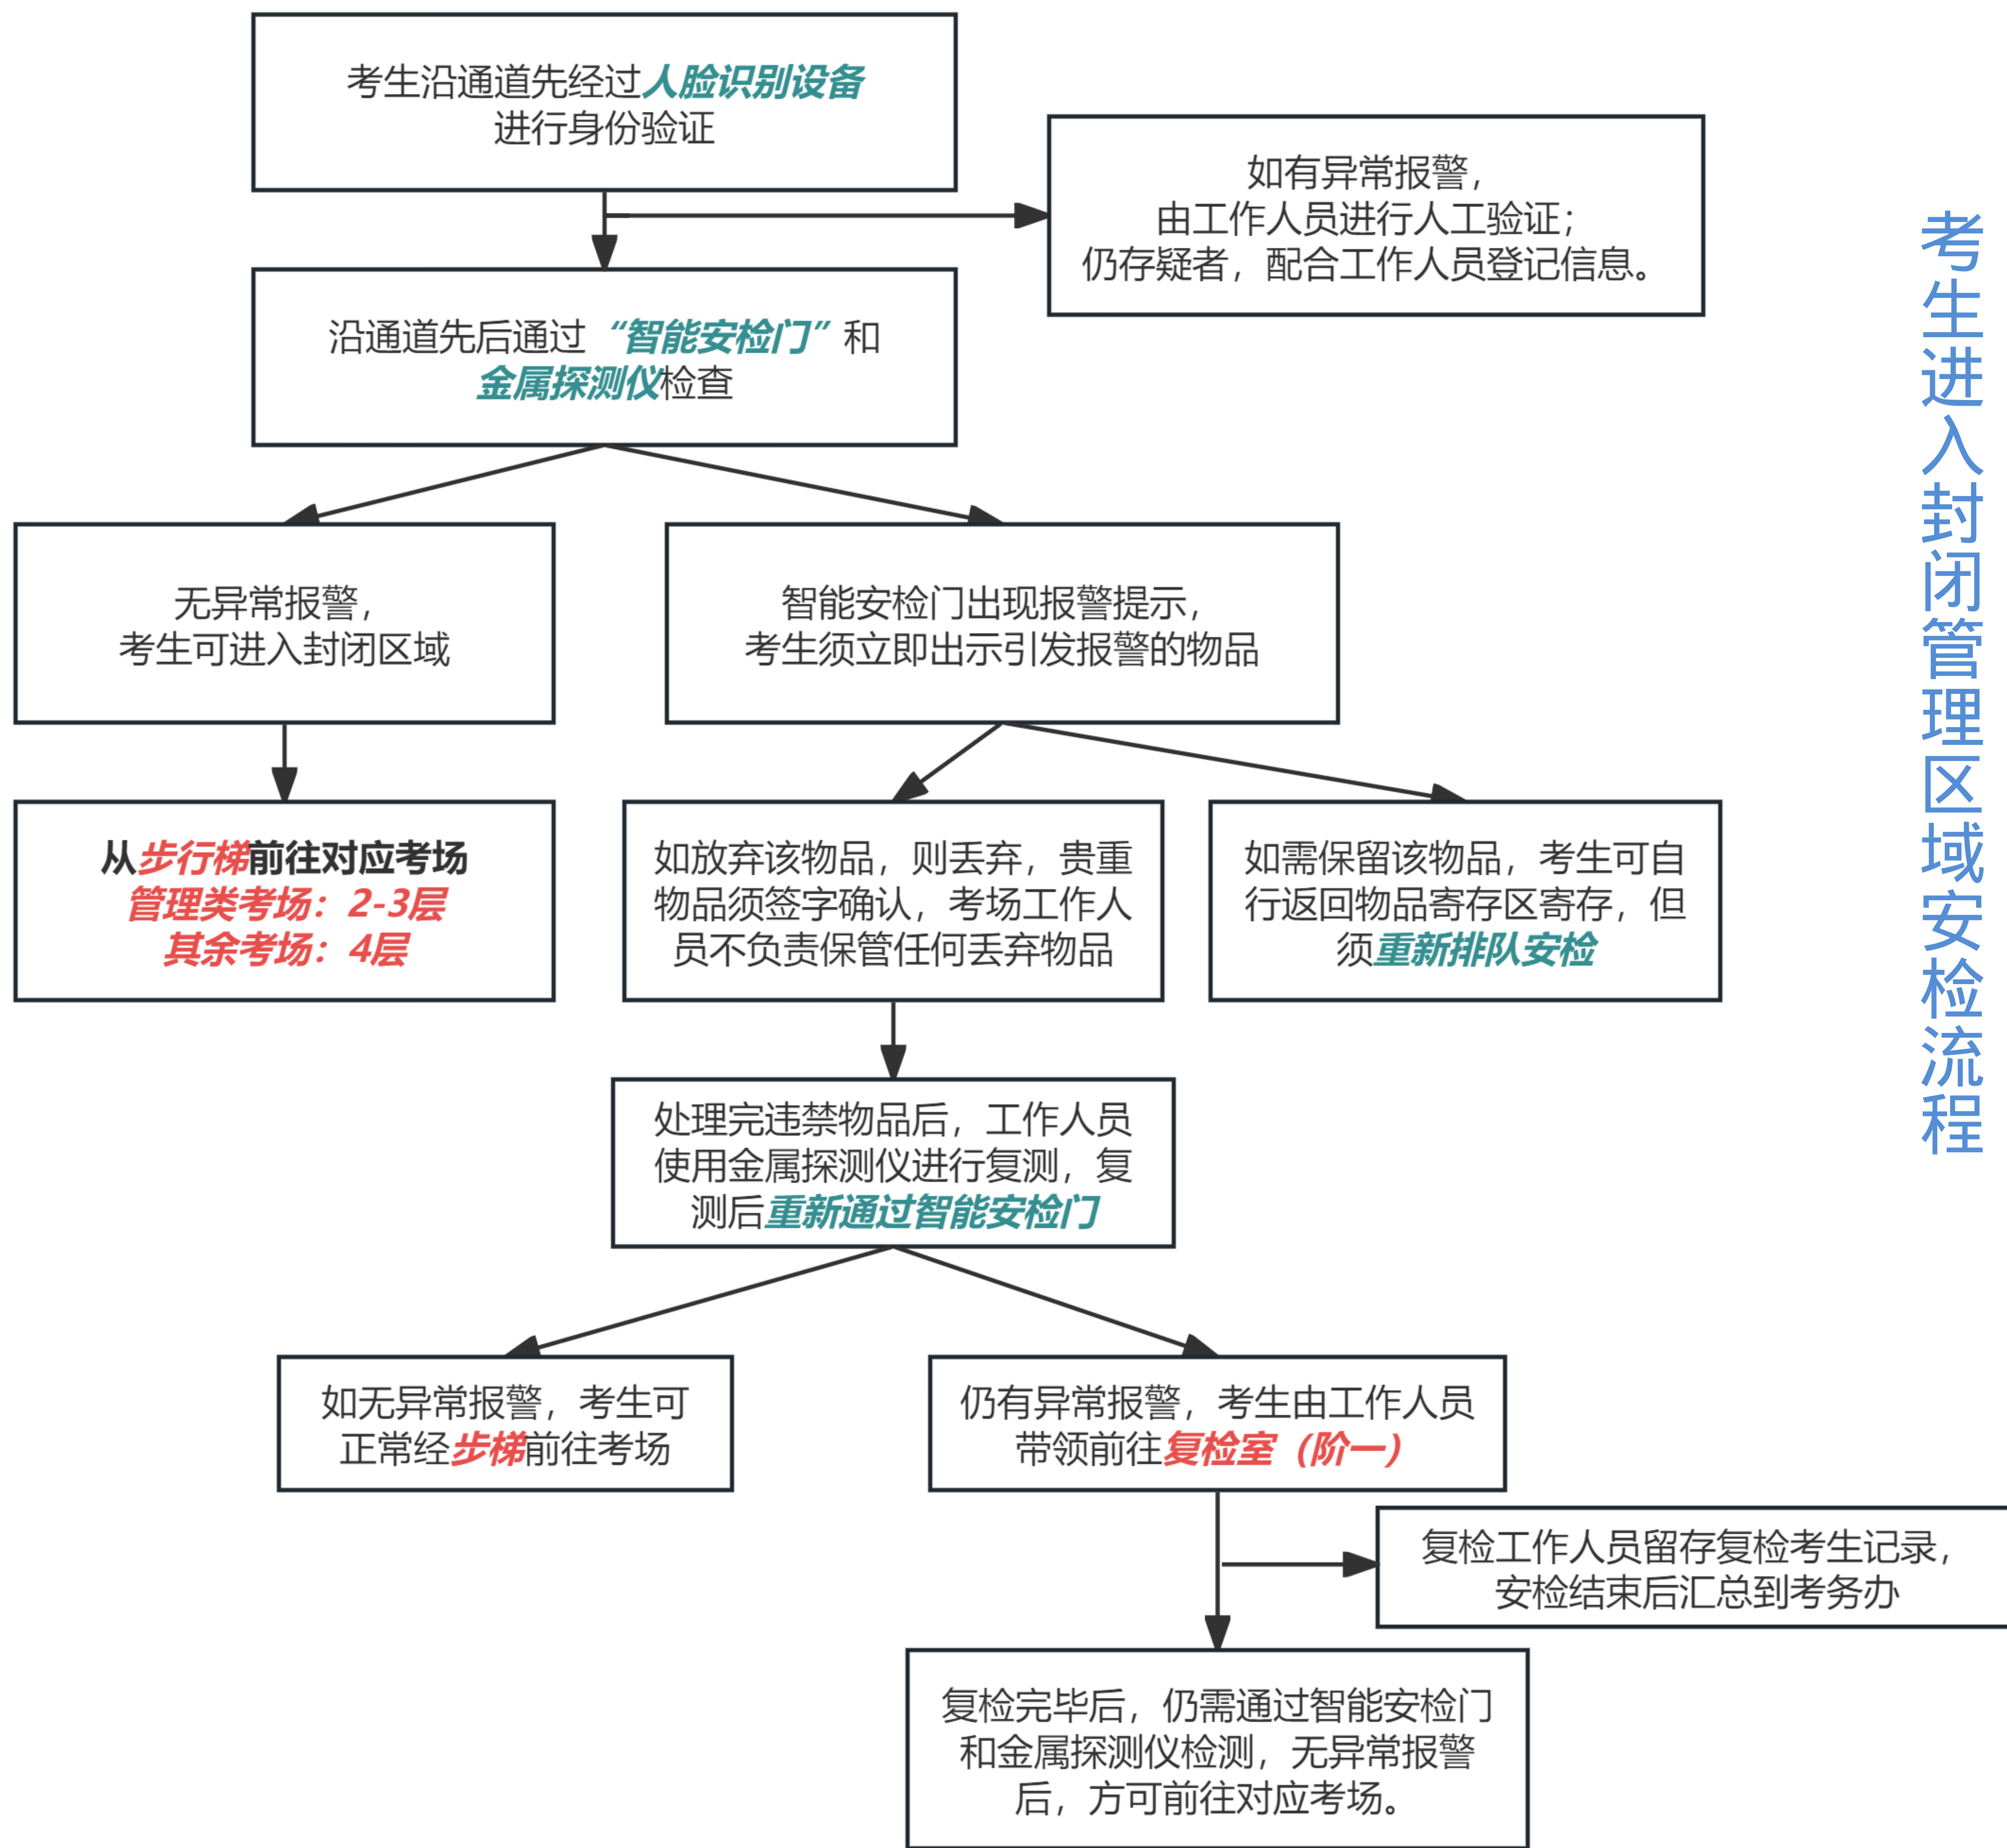 考生沿通道先经过人脸识别设备
进行身份验证
如有异常报警，
由工作人员进行人工验证；
仍存疑者，配合工作人员登记信息。
沿通道先后通过“智能安检门”和
金属探测仪检查
无异常报警，
考生可进入封闭区域
智能安检门出现报警提示，
考生须立即出示引发报警的物品
从步行梯前往对应考场
管理类考场：2-3层
其余考场：4层
如放弃该物品，则丢弃，贵重
物品须签字确认，考场工作人
员不负责保管任何丢弃物品
如需保留该物品，考生可自
行返回物品寄存区寄存，但
须重新排队安检
处理完违禁物品后，工作人员
使用金属探测仪进行复测，复
测后重新通过智能安检门
如无异常报警，考生可
正常经步梯前往考场
仍有异常报警，考生由工作人员
带领前往复检室（阶一）
复检工作人员留存复检考生记录，
安检结束后汇总到考务办
复检完毕后，仍需通过智能安检门
和金属探测仪检测，无异常报警
后，方可前往对应考场。
考生进入封闭管理区域安检流程